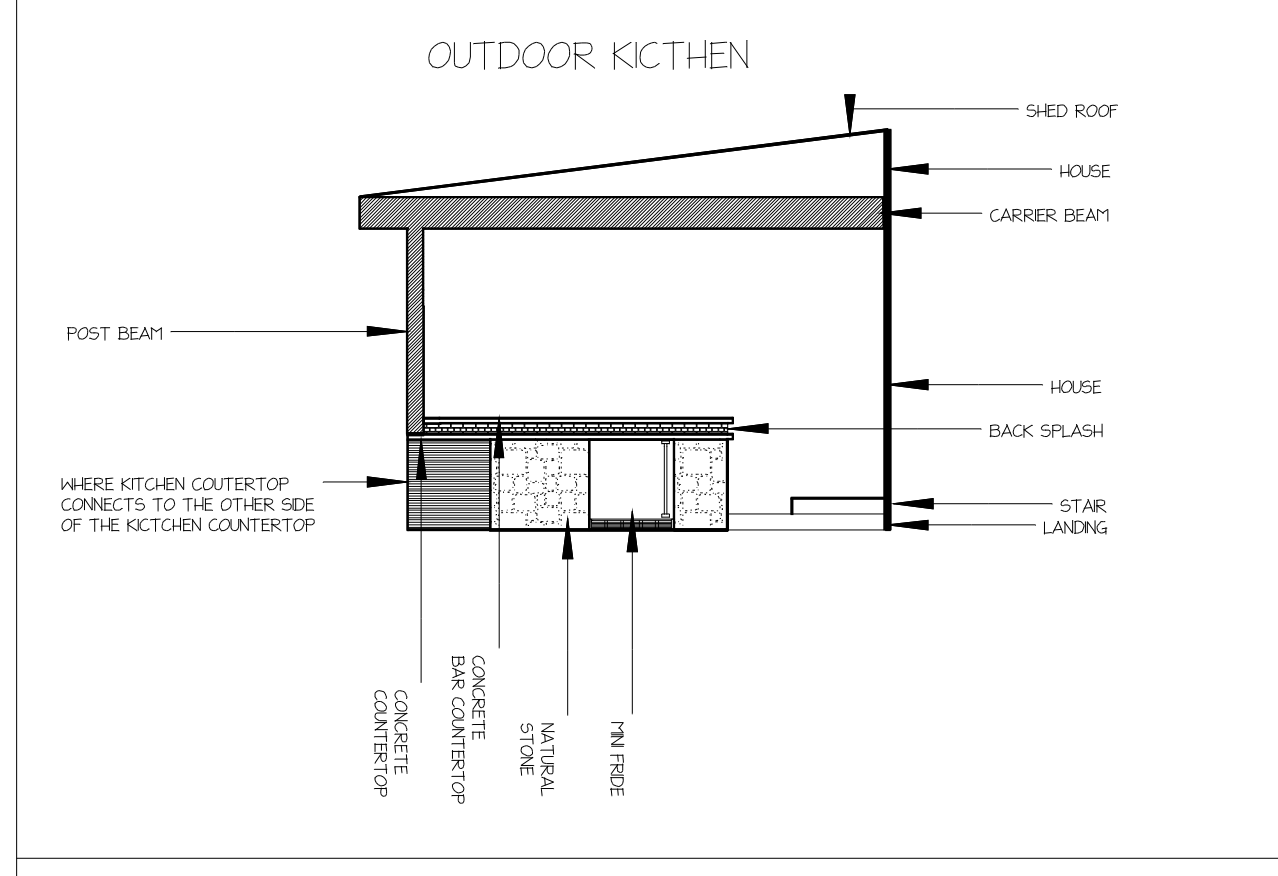 OUTDOOR KICTHEN
SHED ROOF
HOUSE
CARRIER BEAM
POST BEAM
HOUSE
BACK SPLASH
WHERE KITCHEN COUTERTOP
CONNECTS TO THE OTHER SIDE
OF THE KICTCHEN COUNTERTOP
STAIR
LANDING
CONCRETE
COUNTERTOP
CONCRETE
BAR COUNTERTOP
NATURAL
STONE
MINI FRIDE